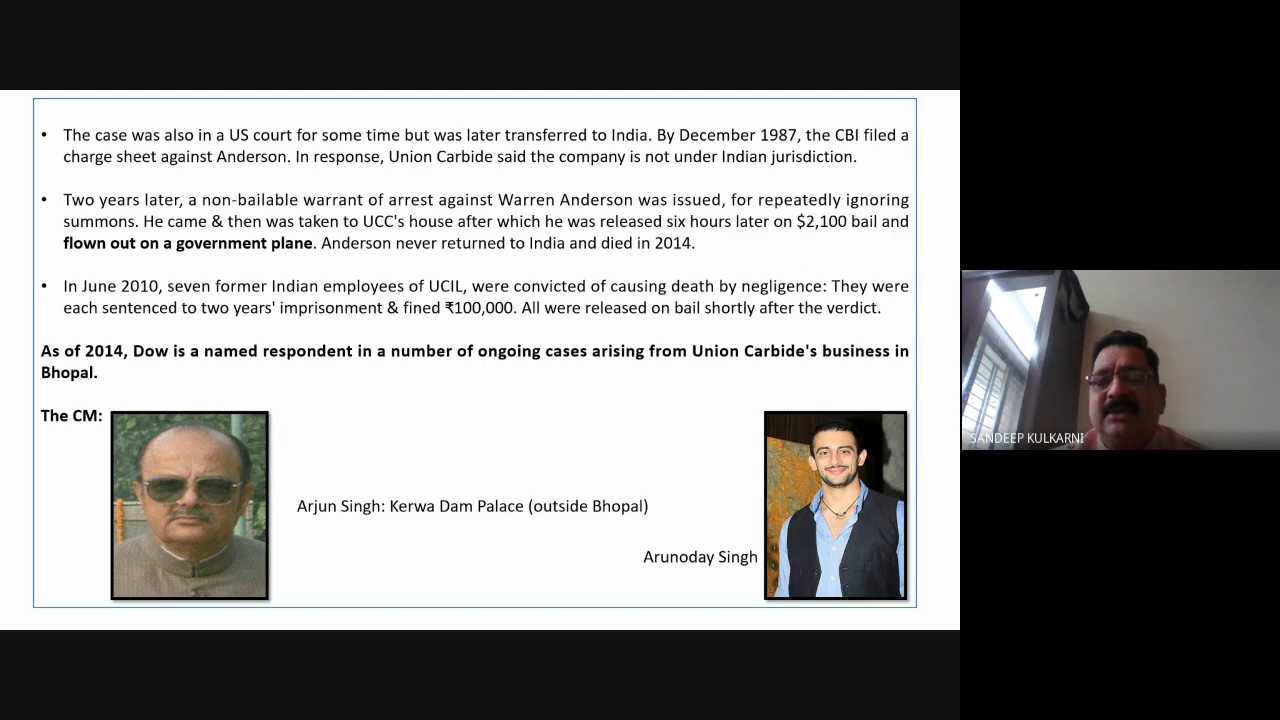 • The case was also in a US court for some time but was later transferred to India. By December 1987, the CBI filed a
charge sheet against Anderson. In response, Union Carbide said the company is not under Indian jurisdiction.
• Two years later, a non-bailable warrant of arrest against Warren Anderson was issued, for repeatedly ignoring
summons. He came & then was taken to UCC's house after which he was released six hours later on $2,100 bail and
flown out on a government plane. Anderson never returned to India and died in 2014.
• In June 2010, seven former Indian employees of UCIL, were convicted of causing death by negligence: They were
each sentenced to two years' imprisonment & fined ₹100,000. All were released on bail shortly after the verdict.
As of 2014, Dow is a named respondent in a number of ongoing cases arising from Union Carbide's business in
Bhopal.
The CM:
Arjun Singh: Kerwa Dam Palace (outside Bhopal)
Arunoday Singh
SANDEEP KULKARNI